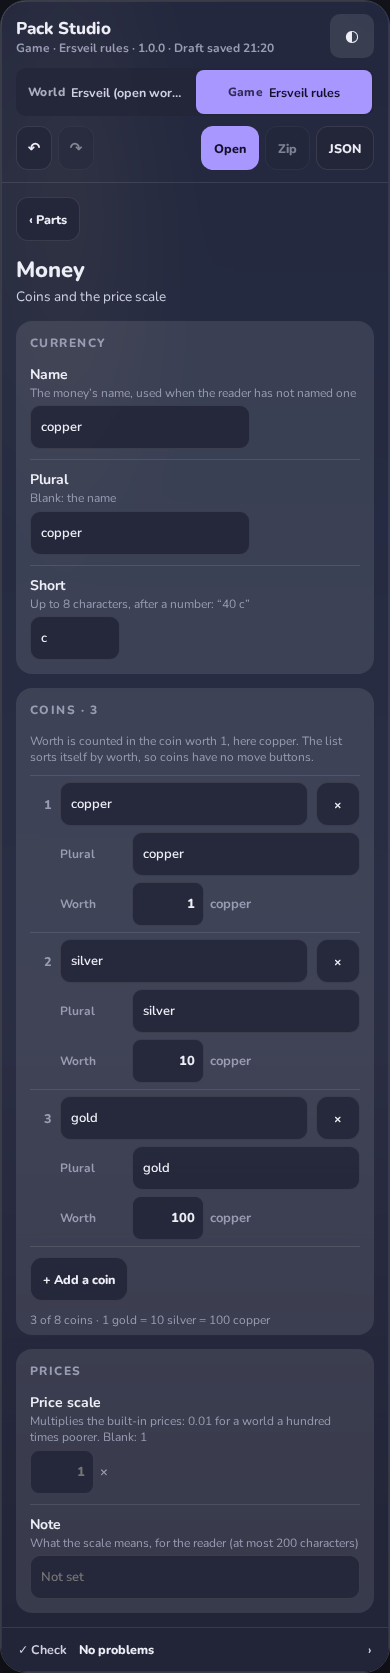 Pack Studio
Game · Ersveil rules · 1.0.0 · Draft saved 21:20
World Ersveil (open wor...
Game Ersveil rules
Open
Zip
JSON
‹ Parts
Money
Coins and the price scale
CURRENCY
Name
The money's name, used when the reader has not named one
copper
Plural
Blank: the name
copper
Short
Up to 8 characters, after a number: “40 c”
c
COINS · 3
Worth is counted in the coin worth 1, here copper. The list
sorts itself by worth, so coins have no move buttons.
1 copper ×
Plural copper
Worth 1 copper
2 silver ×
Plural silver
Worth 10 copper
3 gold ×
Plural gold
Worth 100 copper
+ Add a coin
3 of 8 coins · 1 gold = 10 silver = 100 copper
PRICES
Price scale
Multiplies the built-in prices: 0.01 for a world a hundred
times poorer. Blank: 1
1 ×
Note
What the scale means, for the reader (at most 200 characters)
Not set
✓ Check No problems ›